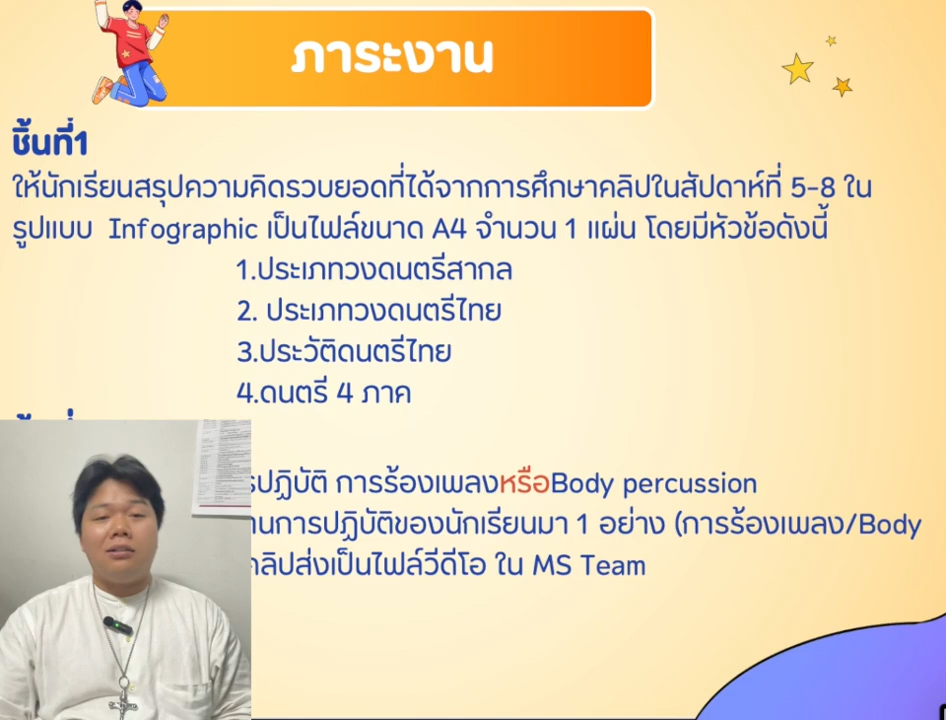 ภาระงาน
ชิ้นที่1
ให้นักเรียนสรุปความคิดรวบยอดที่ได้จากการศึกษาคลิปในสัปดาห์ที่ 5-8 ใน
รูปแบบ Infographic เป็นไฟล์ขนาด A4 จำนวน 1 แผ่น โดยมีหัวข้อดังนี้
1.ประเภทวงดนตรีสากล
2. ประเภทวงดนตรีไทย
3.ประวัติดนตรีไทย
4.ดนตรี 4 ภาค
ปฏิบัติ การร้องเพลงหรือBody percussion
การปฏิบัติของนักเรียนมา 1 อย่าง (การร้องเพลง/Body
คลิปส่งเป็นไฟล์วีดีโอ ใน MS Team